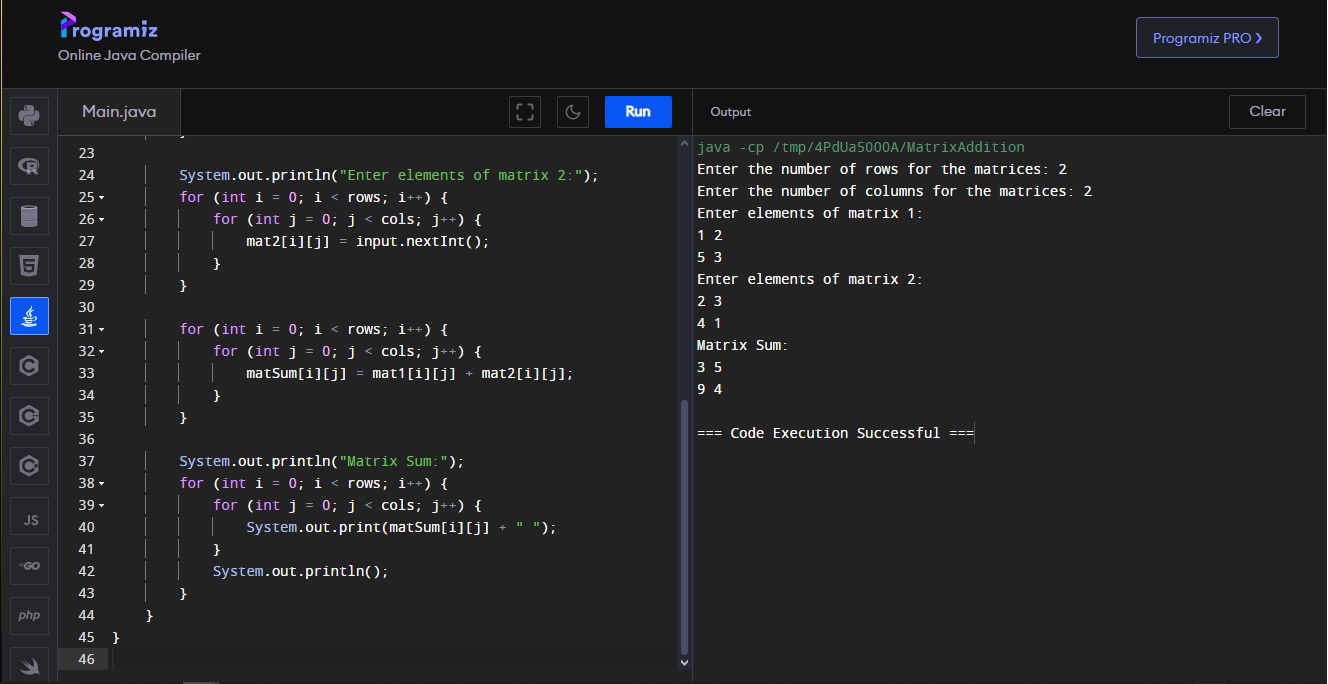 Programiz
Online Java Compiler
Programiz PRO
Main.java
Run
Output
Clear
JS
GO
php
23
24 System.out.println("Enter elements of matrix 2:");
25 for (int i = 0; i < rows; i++) {
26 for (int j = 0; j < cols; j++) {
27 mat2[i][j] = input.nextInt();
28 }
29 }
30
31 for (int i = 0; i < rows; i++) {
32 for (int j = 0; j < cols; j++) {
33 matSum[i][j] = mat1[i][j] + mat2[i][j];
34 }
35 }
36
37 System.out.println("Matrix Sum:");
38 for (int i = 0; i < rows; i++) {
39 for (int j = 0; j < cols; j++) {
40 System.out.print(matSum[i][j] + " ");
41 }
42 System.out.println();
43 }
44 }
45 }
46
java -cp /tmp/4PdUa5O0OA/MatrixAddition
Enter the number of rows for the matrices: 2
Enter the number of columns for the matrices: 2
Enter elements of matrix 1:
1 2
5 3
Enter elements of matrix 2:
2 3
4 1
Matrix Sum:
3 5
9 4
=== Code Execution Successful ===